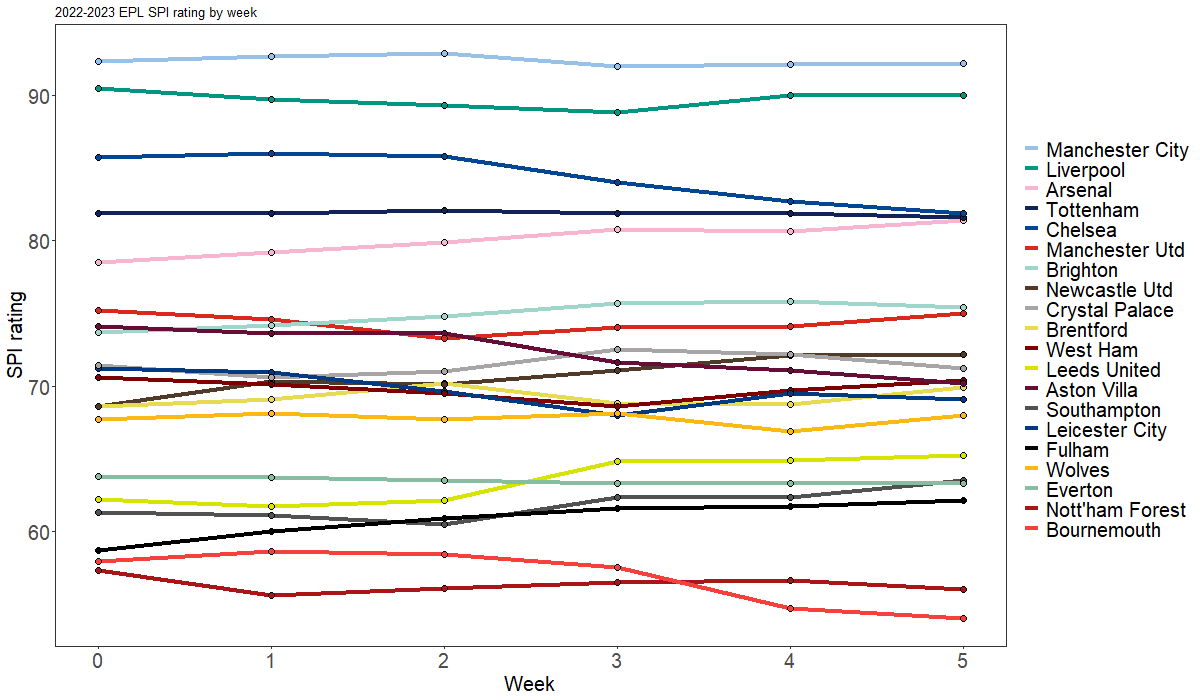 2022-2023 EPL SPI rating by week
90
80
70
60
SPI rating
0 1 2 3 4 5
Week
Manchester City
Liverpool
Arsenal
Tottenham
Chelsea
Manchester Utd
Brighton
Newcastle Utd
Crystal Palace
Brentford
West Ham
Leeds United
Aston Villa
Southampton
Leicester City
Fulham
Wolves
Everton
Nott'ham Forest
Bournemouth